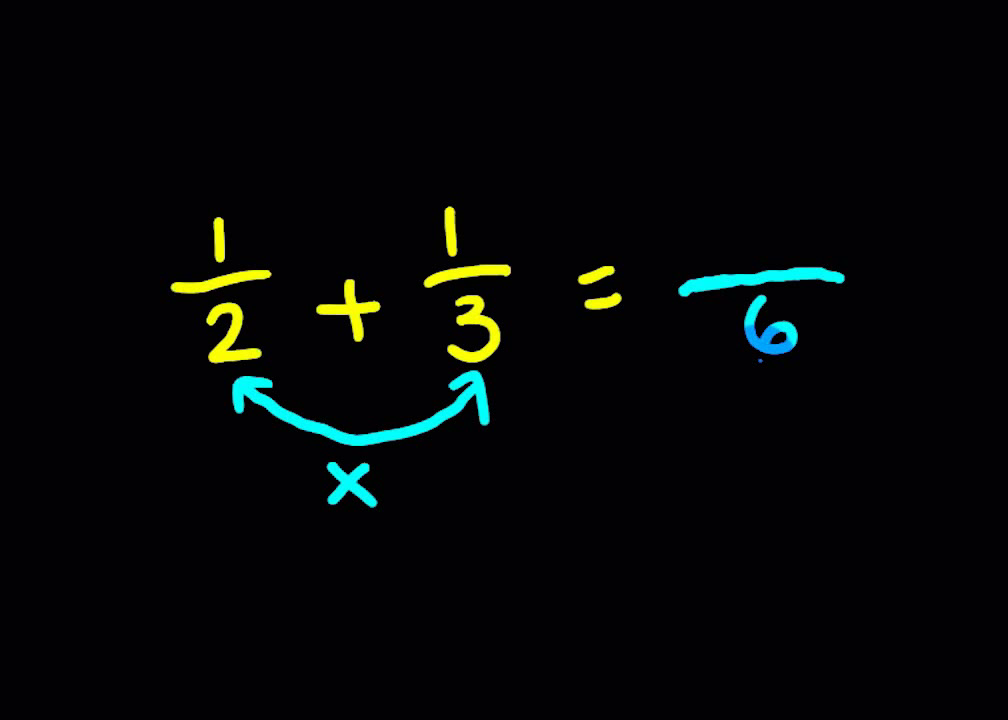 1/2 + 1/3 = /6
x